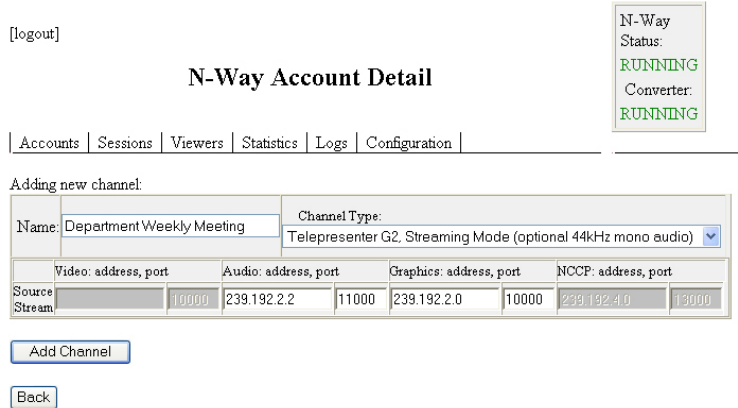 [logout]
N-Way
Status:
RUNNING
Converter:
RUNNING
N-Way Account Detail
Accounts Sessions Viewers Statistics Logs Configuration
Adding new channel:
Name: Department Weekly Meeting
Channel Type:
Telepresenter G2, Streaming Mode (optional 44kHz mono audio)
Video: address, port Audio: address, port Graphics: address, port NCCP: address, port
Source
Stream
10000 239.192.2.2 11000 239.192.2.0 10000 239.192.4.0 13000
Add Channel
Back